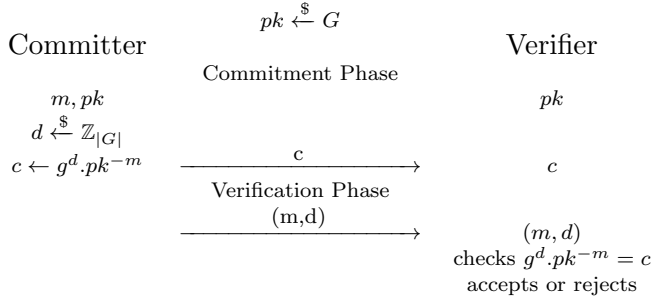 pk ←$ G
Committer Verifier
Commitment Phase
m, pk pk
d ←$ ℤ|G|
c ← g^d.pk^{-m} c c
Verification Phase
(m,d)
(m, d)
checks g^d.pk^{-m} = c
accepts or rejects